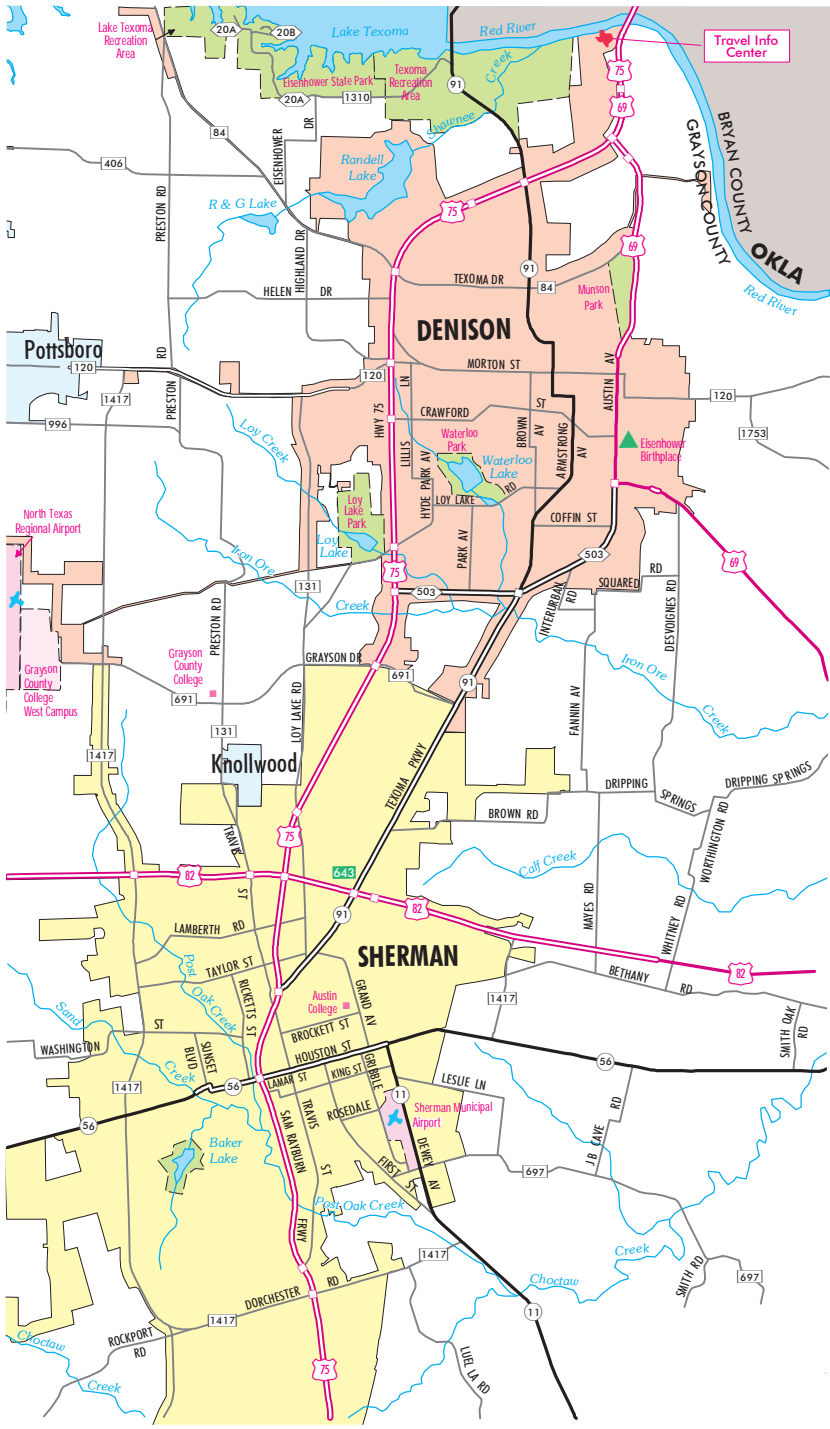 Lake Texoma
Recreation
Area
20A
20B
Lake Texoma
Red River
Travel Info
Center
75
Eisenhower State Park
Texoma
Recreation
Area
91
Creek
20A
1310
69
Shawnee
84
DR
EISENHOWER
BRYAN COUNTY
GRAYSON COUNTY
406
Randell
Lake
PRESTON RD
R & G Lake
75
69
OKLA
HIGHLAND DR
91
TEXOMA DR
84
HELEN DR
Munson
Park
Red River
DENISON
Pottsboro
RD
120
MORTON ST
AV
120
LN
1417
PRESTON
HWY 75
CRAWFORD ST
AUSTIN
120
996
Loy Creek
LILLIS
Waterloo
Park
BROWN
AV
ARMSTRONG
AV
Eisenhower
Birthplace
1753
HYDE PARK AV
Waterloo
Lake
LOY LAKE RD
Loy
Lake
Park
North Texas
Regional Airport
COFFIN ST
Loy
Lake
PARK AV
Iron Ore
503
75
69
131
503
SQUARED RD
INTERURBAN
RD
DESVOIGNES RD
Creek
PRESTON RD
Grayson
County
College
West Campus
Grayson
County
College
GRAYSON DR
691
Iron Ore
691
91
FANNIN AV
LOY LAKE RD
Creek
131
1417
Knollwood
TEXOMA PKWY
DRIPPING
SPRINGS
DRIPPING SPRINGS
BROWN RD
WORTHINGTON RD
75
TRAVIS
ST
Calf Creek
643
82
82
91
MAYES RD
WHITNEY RD
LAMBERTH RD
SHERMAN
TAYLOR ST
Post
Oak Creek
BETHANY RD
82
RICKETTS ST
Austin
College
GRAND AV
1417
Sand
SMITH OAK
RD
WASHINGTON ST
BROCKETT ST
SUNSET
BLVD
HOUSTON ST
56
Creek
1417
56
LAMAR ST
KING ST
GRIBBLE
LESLIE LN
11
56
SAM RAYBURN
FRWY
TRAVIS
ST
ROSEDALE
Sherman Municipal
Airport
J B CAVE RD
Baker
Lake
DEWEY
AV
FIRST ST
697
Post Oak Creek
1417
Creek
Choctaw
SMITH RD
697
DORCHESTER RD
1417
11
ROCKPORT
RD
Choctaw
Creek
75
LUELLA RD